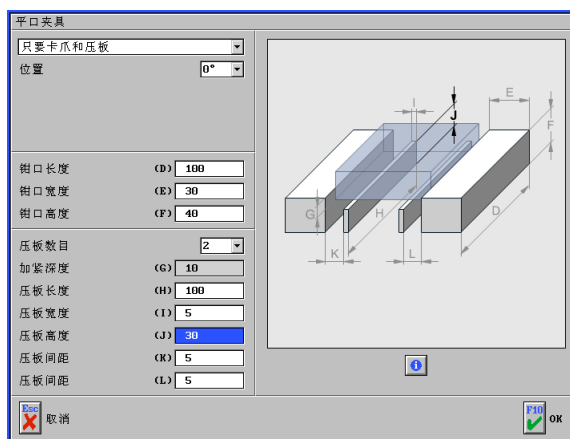 平口夹具
只要卡爪和压板
位置 0°
钳口长度 (D) 100
钳口宽度 (E) 30
钳口高度 (F) 40
压板数目 2
加紧深度 (G) 10
压板长度 (H) 100
压板宽度 (I) 5
压板高度 (J) 30
压板间距 (K) 5
压板间距 (L) 5
I
J
E
F
G
H
D
K
L
Esc 取消
F10 OK